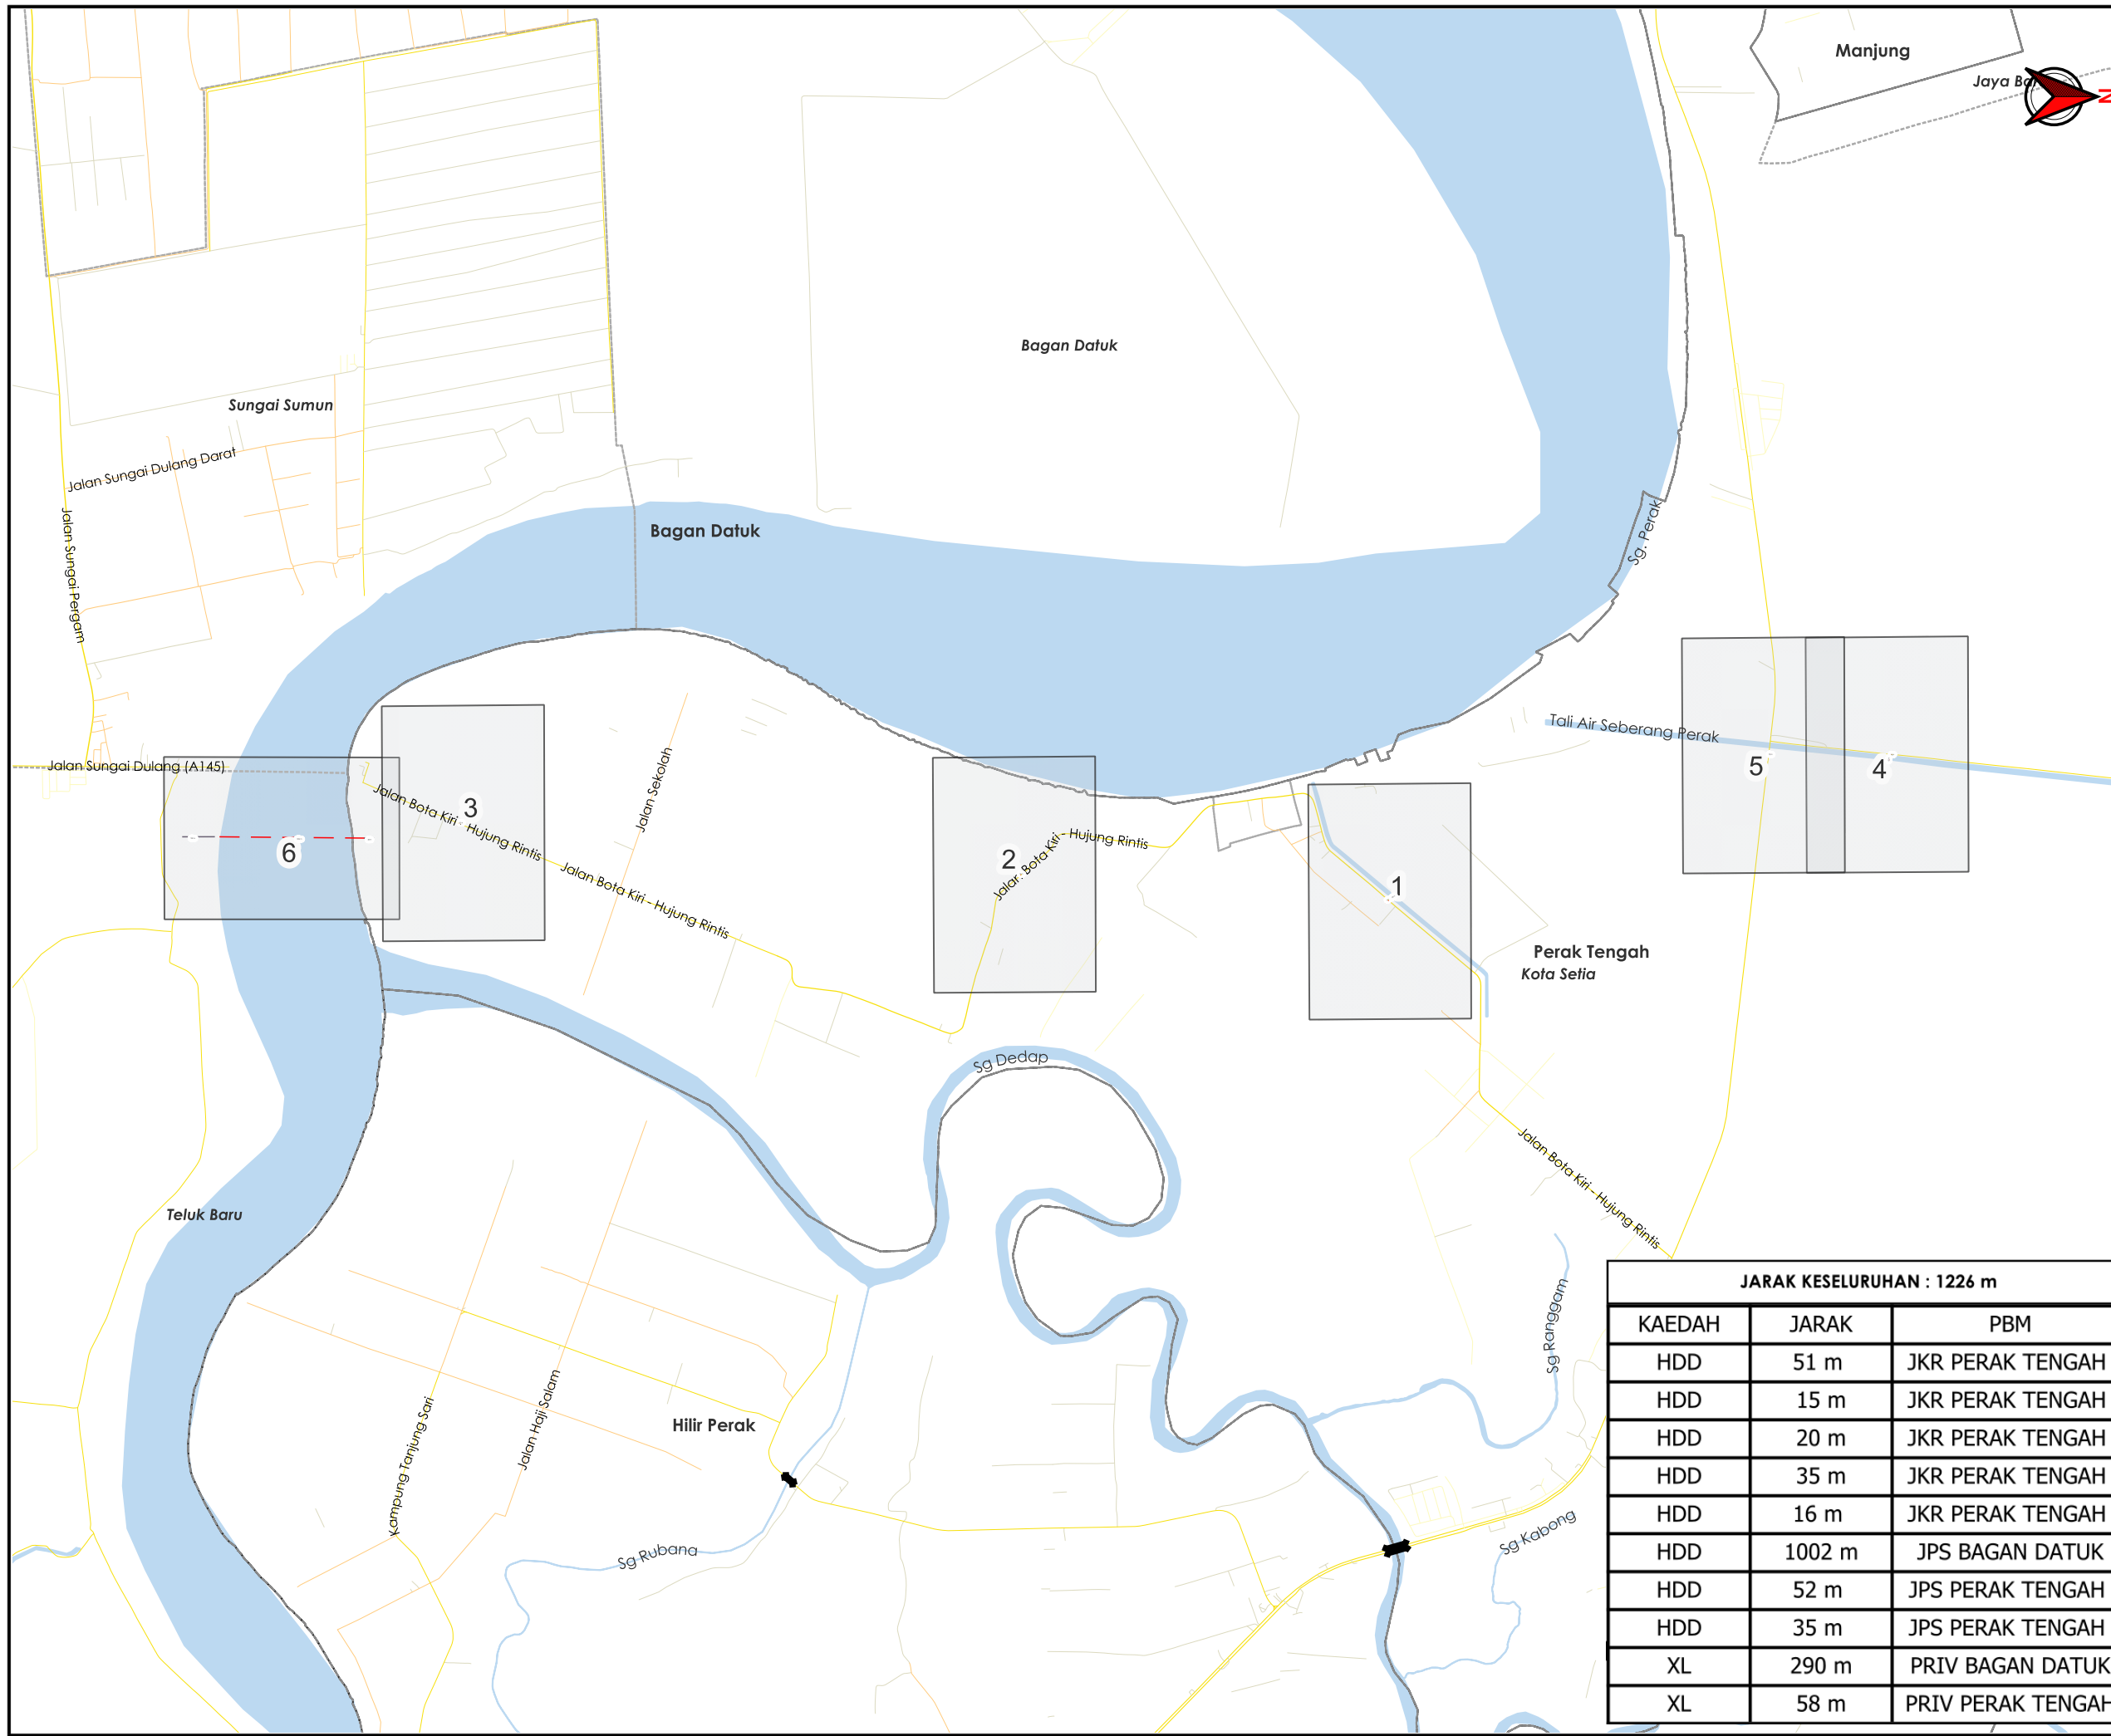 Manjung
N
Bagan Datuk
Sungai Sumun
Jalan Sungai Dulang Darat
Jalan Sungai Pergam
Bagan Datuk
Sg. Perak
Tali Air Seberang Perak
Jalan Sungai Dulang (A145)
5
4
3
Jalan Bota Kiri - Hujung Rintis
Jalan Sekolah
6
2
Jalan Bota Kiri - Hujung Rintis
1
Jalan Bota Kiri - Hujung Rintis
Perak Tengah
Kota Setia
Sg Dedap
Jalan Bota Kiri - Hujung Rintis
Teluk Baru
Sg Ranggam
Kampung Tanjung Sari
Jalan Haji Salam
Hilir Perak
Sg Rubana
Sg Kabong
JARAK KESELURUHAN : 1226 m
KAEDAH JARAK PBM
HDD 51 m JKR PERAK TENGAH
HDD 15 m JKR PERAK TENGAH
HDD 20 m JKR PERAK TENGAH
HDD 35 m JKR PERAK TENGAH
HDD 16 m JKR PERAK TENGAH
HDD 1002 m JPS BAGAN DATUK
HDD 52 m JPS PERAK TENGAH
HDD 35 m JPS PERAK TENGAH
XL 290 m PRIV BAGAN DATUK
XL 58 m PRIV PERAK TENGAH